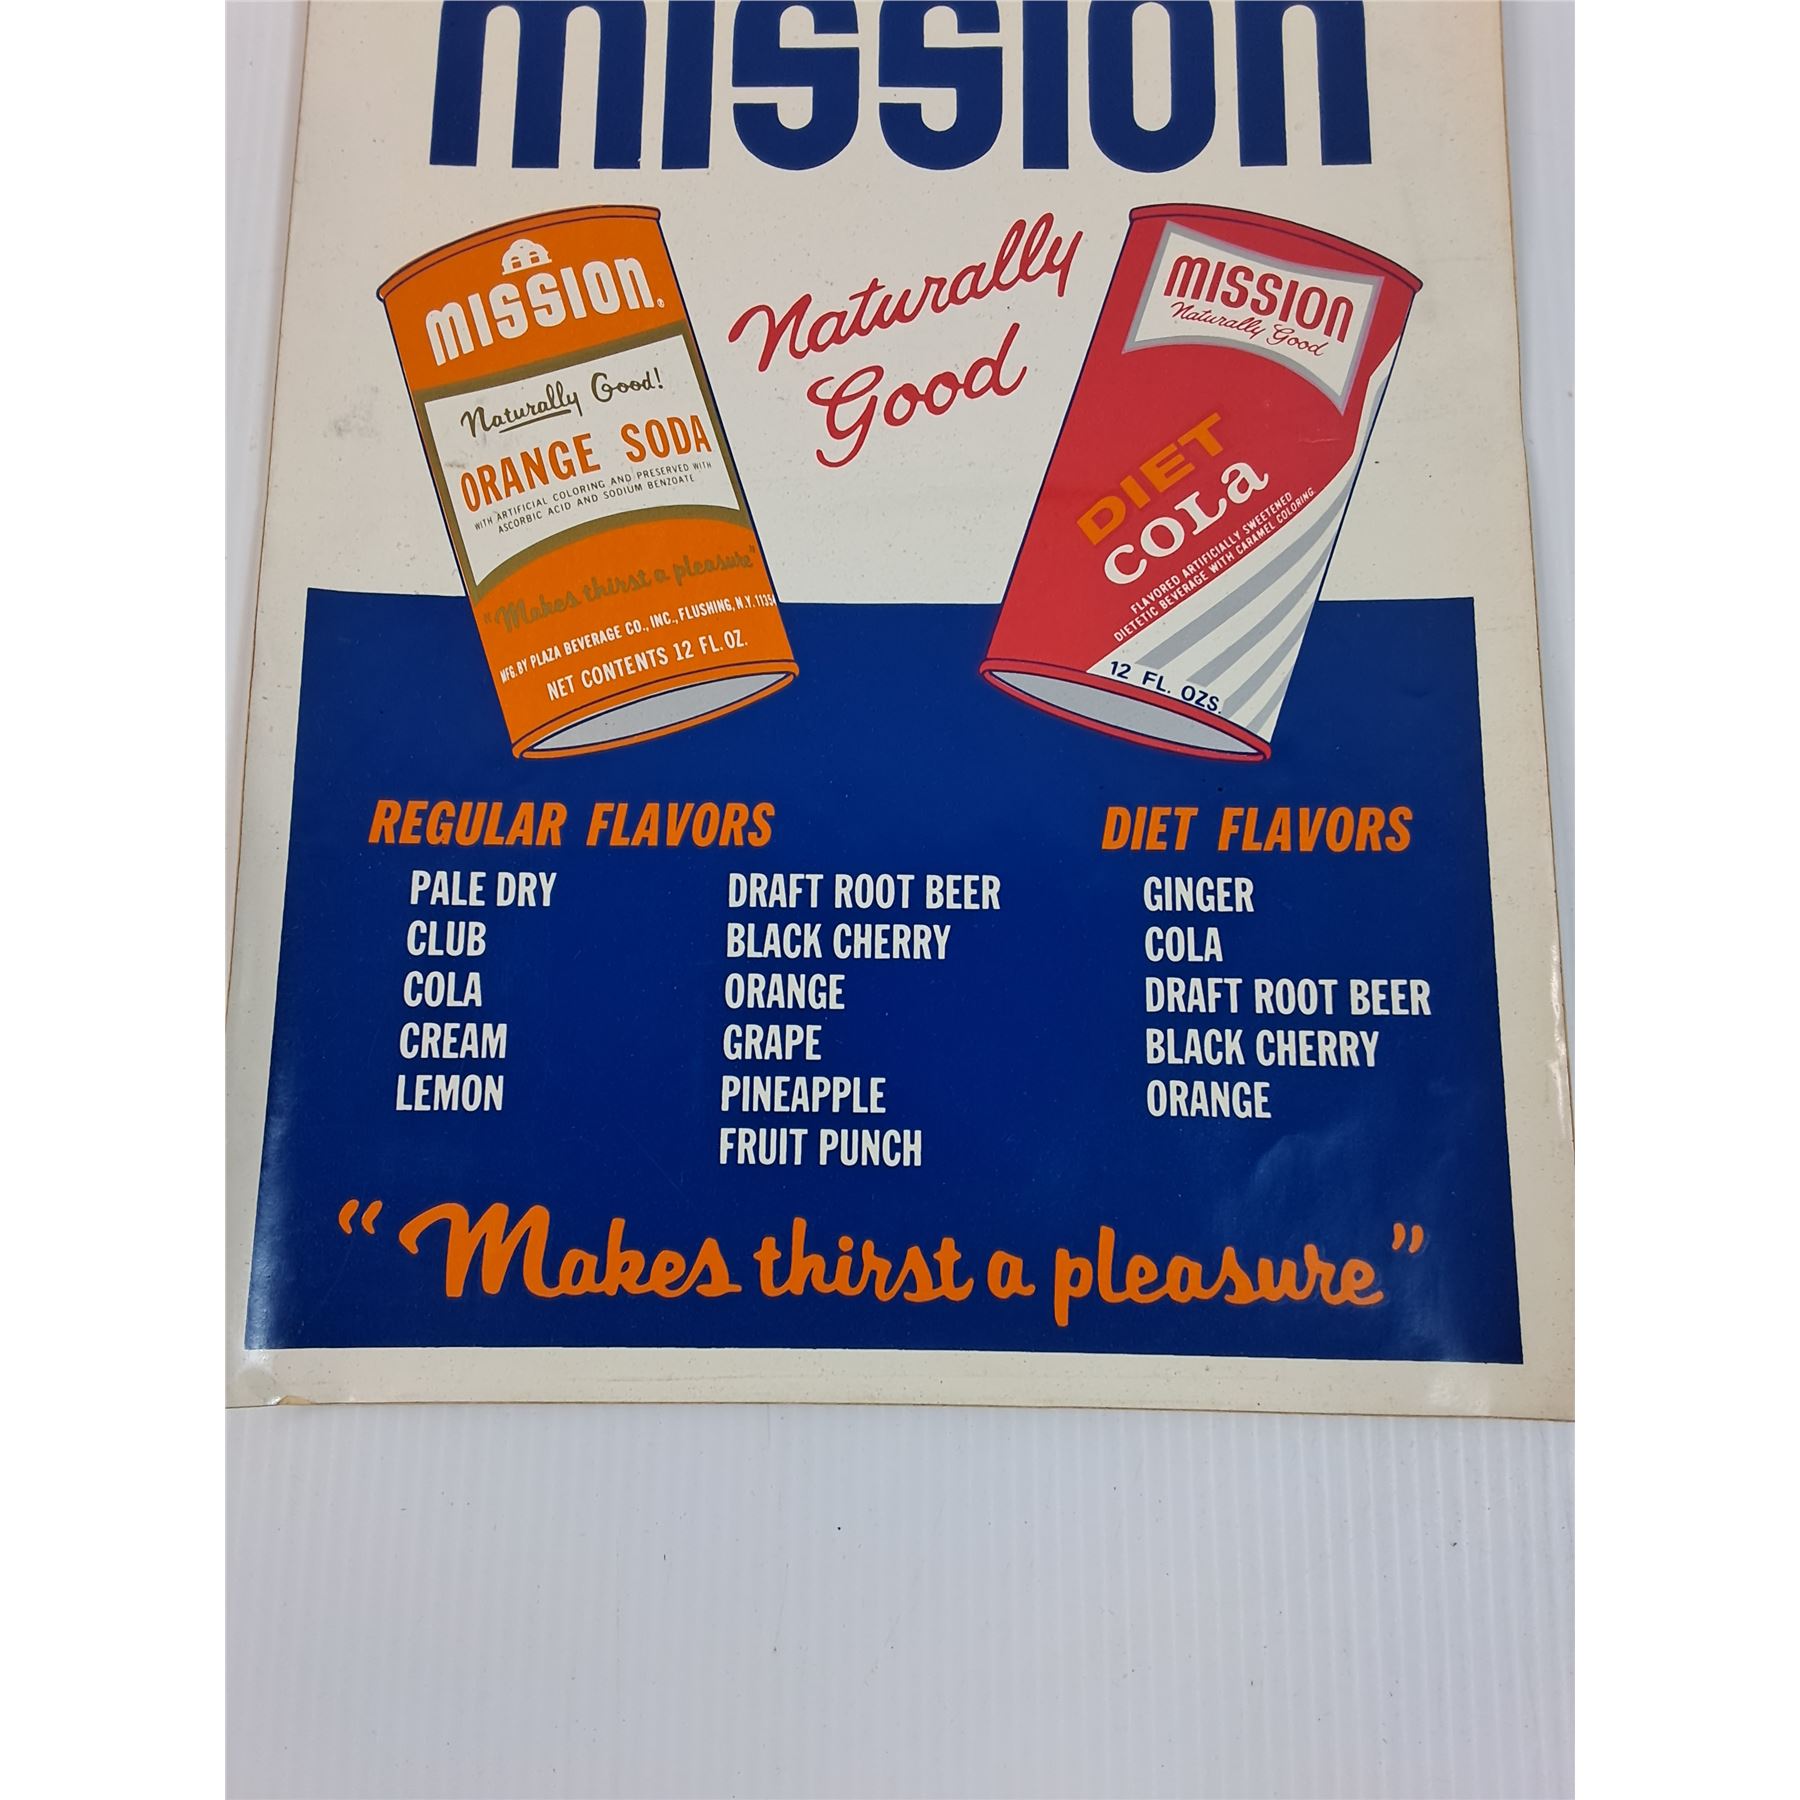 mission
mission®
Naturally Good!
ORANGE SODA
WITH ARTIFICIAL COLORING AND PRESERVED WITH
ASCORBIC ACID AND SODIUM BENZOATE
"Makes thirst a pleasure"
MFG. BY PLAZA BEVERAGE CO., INC., FLUSHING, N.Y. 11354
NET CONTENTS 12 FL. OZ.
Naturally
Good
mission
Naturally Good
DIET
COLa
FLAVORED ARTIFICIALLY SWEETENED
DIETETIC BEVERAGE WITH CARAMEL COLORING.
12 FL. OZS.
REGULAR FLAVORS
PALE DRY
CLUB
COLA
CREAM
LEMON
DRAFT ROOT BEER
BLACK CHERRY
ORANGE
GRAPE
PINEAPPLE
FRUIT PUNCH
DIET FLAVORS
GINGER
COLA
DRAFT ROOT BEER
BLACK CHERRY
ORANGE
"Makes thirst a pleasure"